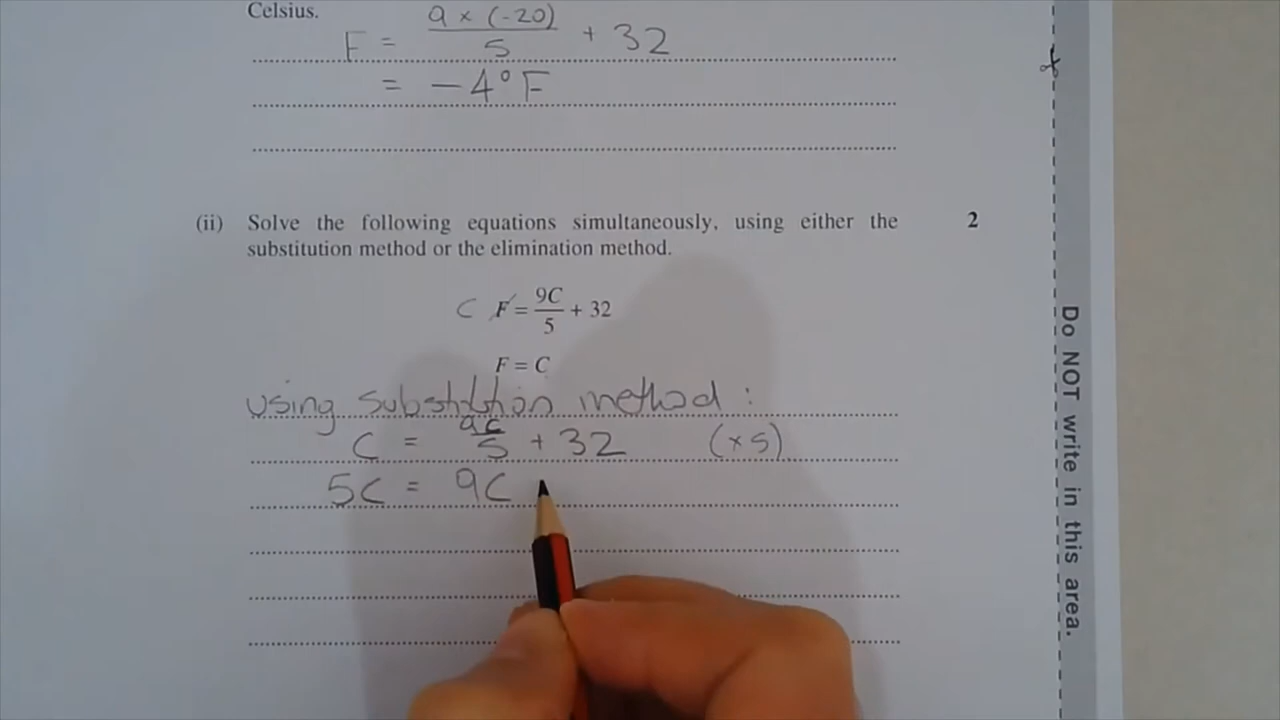 Celsius.
F = 9 × (-20) / 5 + 32
= -4°F
(ii) Solve the following equations simultaneously, using either the 2
substitution method or the elimination method.
C F = 9C/5 + 32
F = C
using substitution method :
C = 9C/5 + 32 (×5)
5C = 9C
Do NOT write in this area.